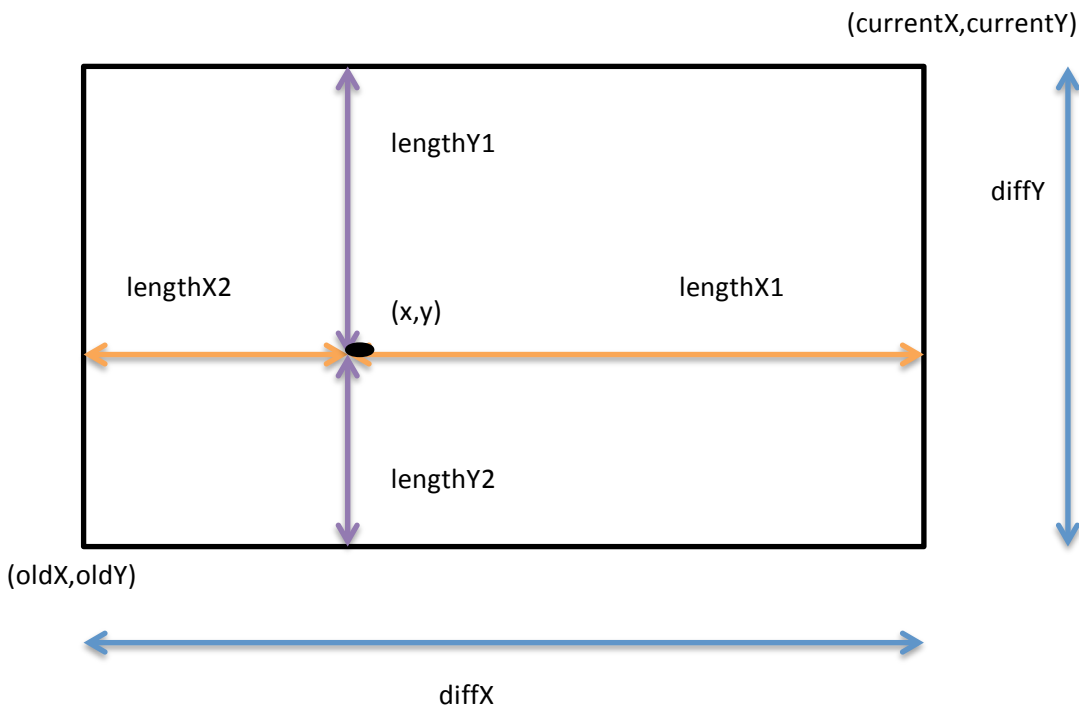 (currentX,currentY)
lengthY1
diffY
lengthX2
lengthX1
(x,y)
lengthY2
(oldX,oldY)
diffX